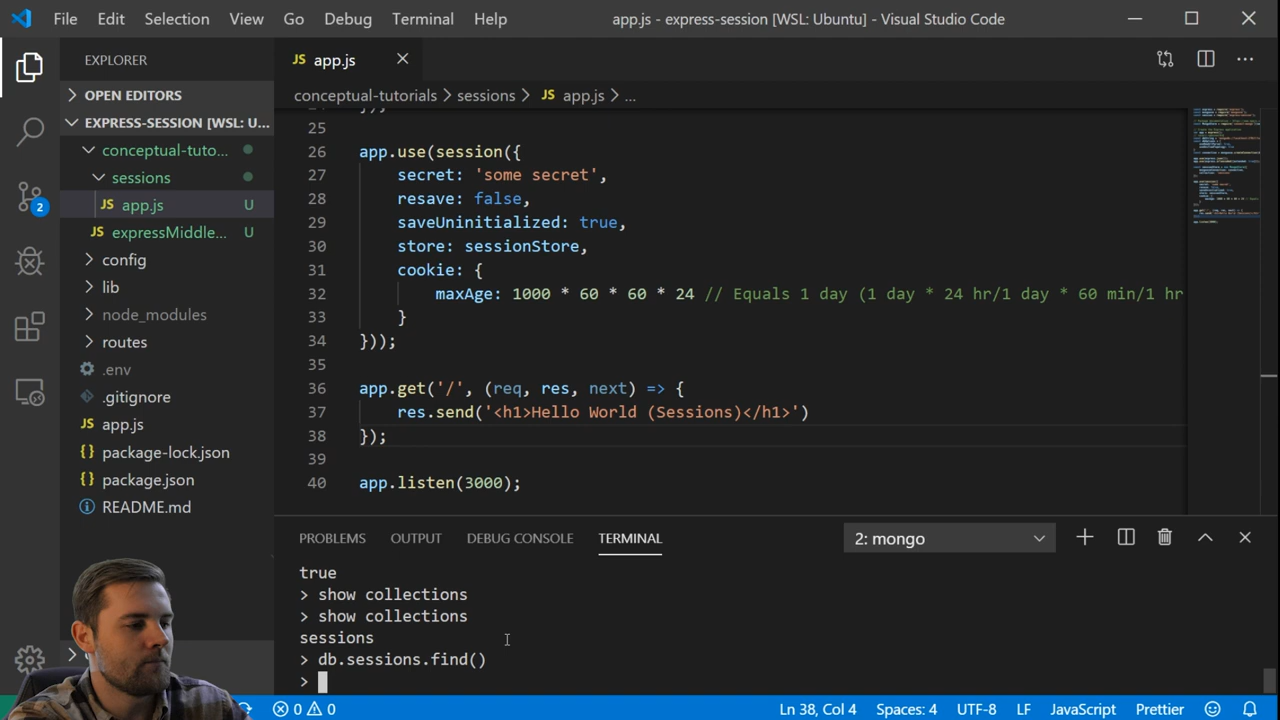 File Edit Selection View Go Debug Terminal Help app.js - express-session [WSL: Ubuntu] - Visual Studio Code
EXPLORER
OPEN EDITORS
EXPRESS-SESSION [WSL: U...
conceptual-tuto...
sessions
JS app.js U
expressMiddle... U
config
lib
node_modules
routes
.env
.gitignore
JS app.js
package-lock.json
package.json
README.md
2
JS app.js
conceptual-tutorials > sessions > JS app.js > ...
25
26 app.use(session({
27 secret: 'some secret',
28 resave: false,
29 saveUninitialized: true,
30 store: sessionStore,
31 cookie: {
32 maxAge: 1000 * 60 * 60 * 24 // Equals 1 day (1 day * 24 hr/1 day * 60 min/1 hr
33 }
34 }));
35
36 app.get('/', (req, res, next) => {
37 res.send('<h1>Hello World (Sessions)</h1>')
38 });
39
40 app.listen(3000);
PROBLEMS OUTPUT DEBUG CONSOLE TERMINAL 2: mongo
true
> show collections
> show collections
sessions
> db.sessions.find()
>
0 0 Ln 38, Col 4 Spaces: 4 UTF-8 LF JavaScript Prettier